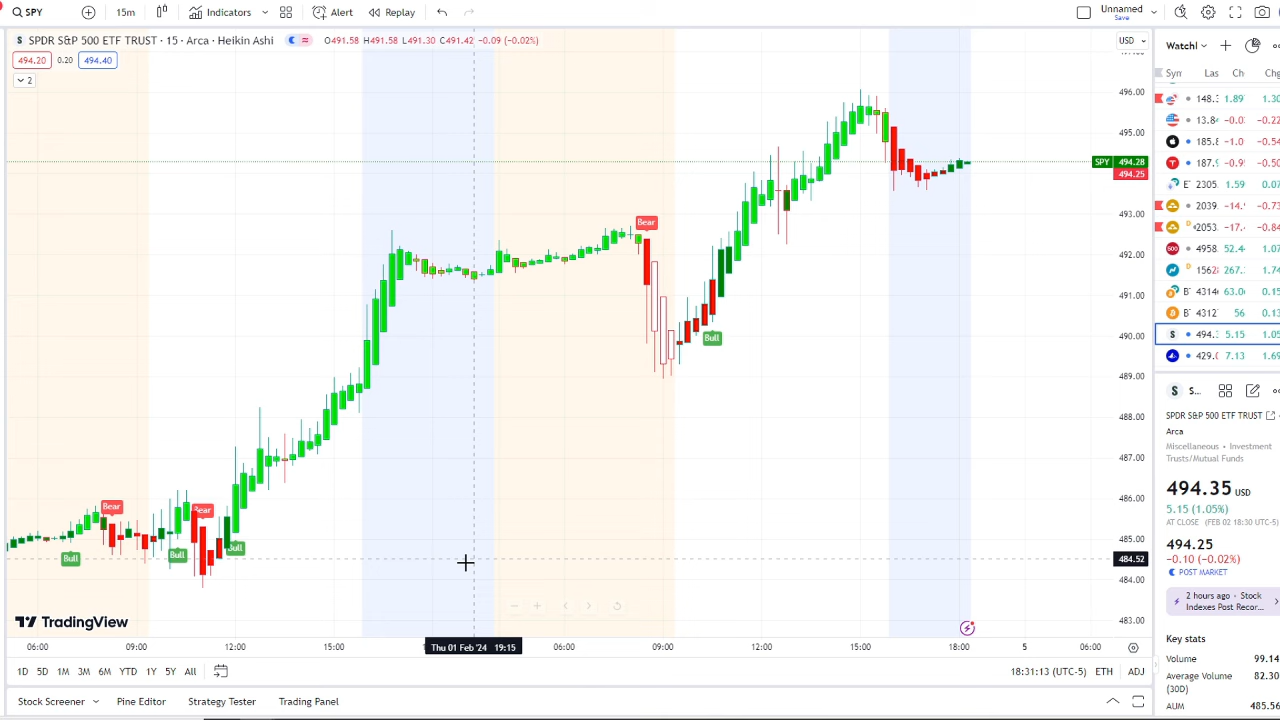 SPY
15m
Indicators
Alert
Replay
Unnamed
Save
SPDR S&P 500 ETF TRUST · 15 · Arca · Heikin Ashi
O491.58 H491.58 L491.30 C491.42 -0.09 (-0.02%)
494.20 0.20 494.40
2
USD
496.00
495.00
SPY 494.28
494.25
493.00
492.00
491.00
490.00
489.00
488.00
487.00
486.00
485.00
484.52
484.00
483.00
Bear
Bull
Bear
Bull
Bull
Bear
Bull
TradingView
06:00 09:00 12:00 15:00 Thu 01 Feb '24 19:15 06:00 09:00 12:00 15:00 18:00 5 06:00
1D 5D 1M 3M 6M YTD 1Y 5Y All
18:31:13 (UTC-5) ETH ADJ
Stock Screener Pine Editor Strategy Tester Trading Panel
Watchl
Syn Las Ch Chg
148. 1.89 1.30
13.8 -0.0 -0.22
185.8 -1.0 -0.54
187.9 -0.9 -0.50
E 2305. 1.59 0.07
2039. -14. -0.73
D 2053. -17. -0.84
500 4958. 52.4 1.07
D 1562 267. 1.74
B 4314 63.0 0.15
B 4312 56 0.13
S 494. 5.15 1.05
429. 7.13 1.69
S S...
SPDR S&P 500 ETF TRUST
Arca
Miscellaneous • Investment
Trusts/Mutual Funds
494.35 USD
5.15 (1.05%)
AT CLOSE (FEB 02 18:30 UTC-5)
494.25
-0.10 (-0.02%)
POST MARKET
2 hours ago • Stock
Indexes Post Recor...
Key stats
Volume 99.14
Average Volume 82.30
(30D)
AUM 485.56